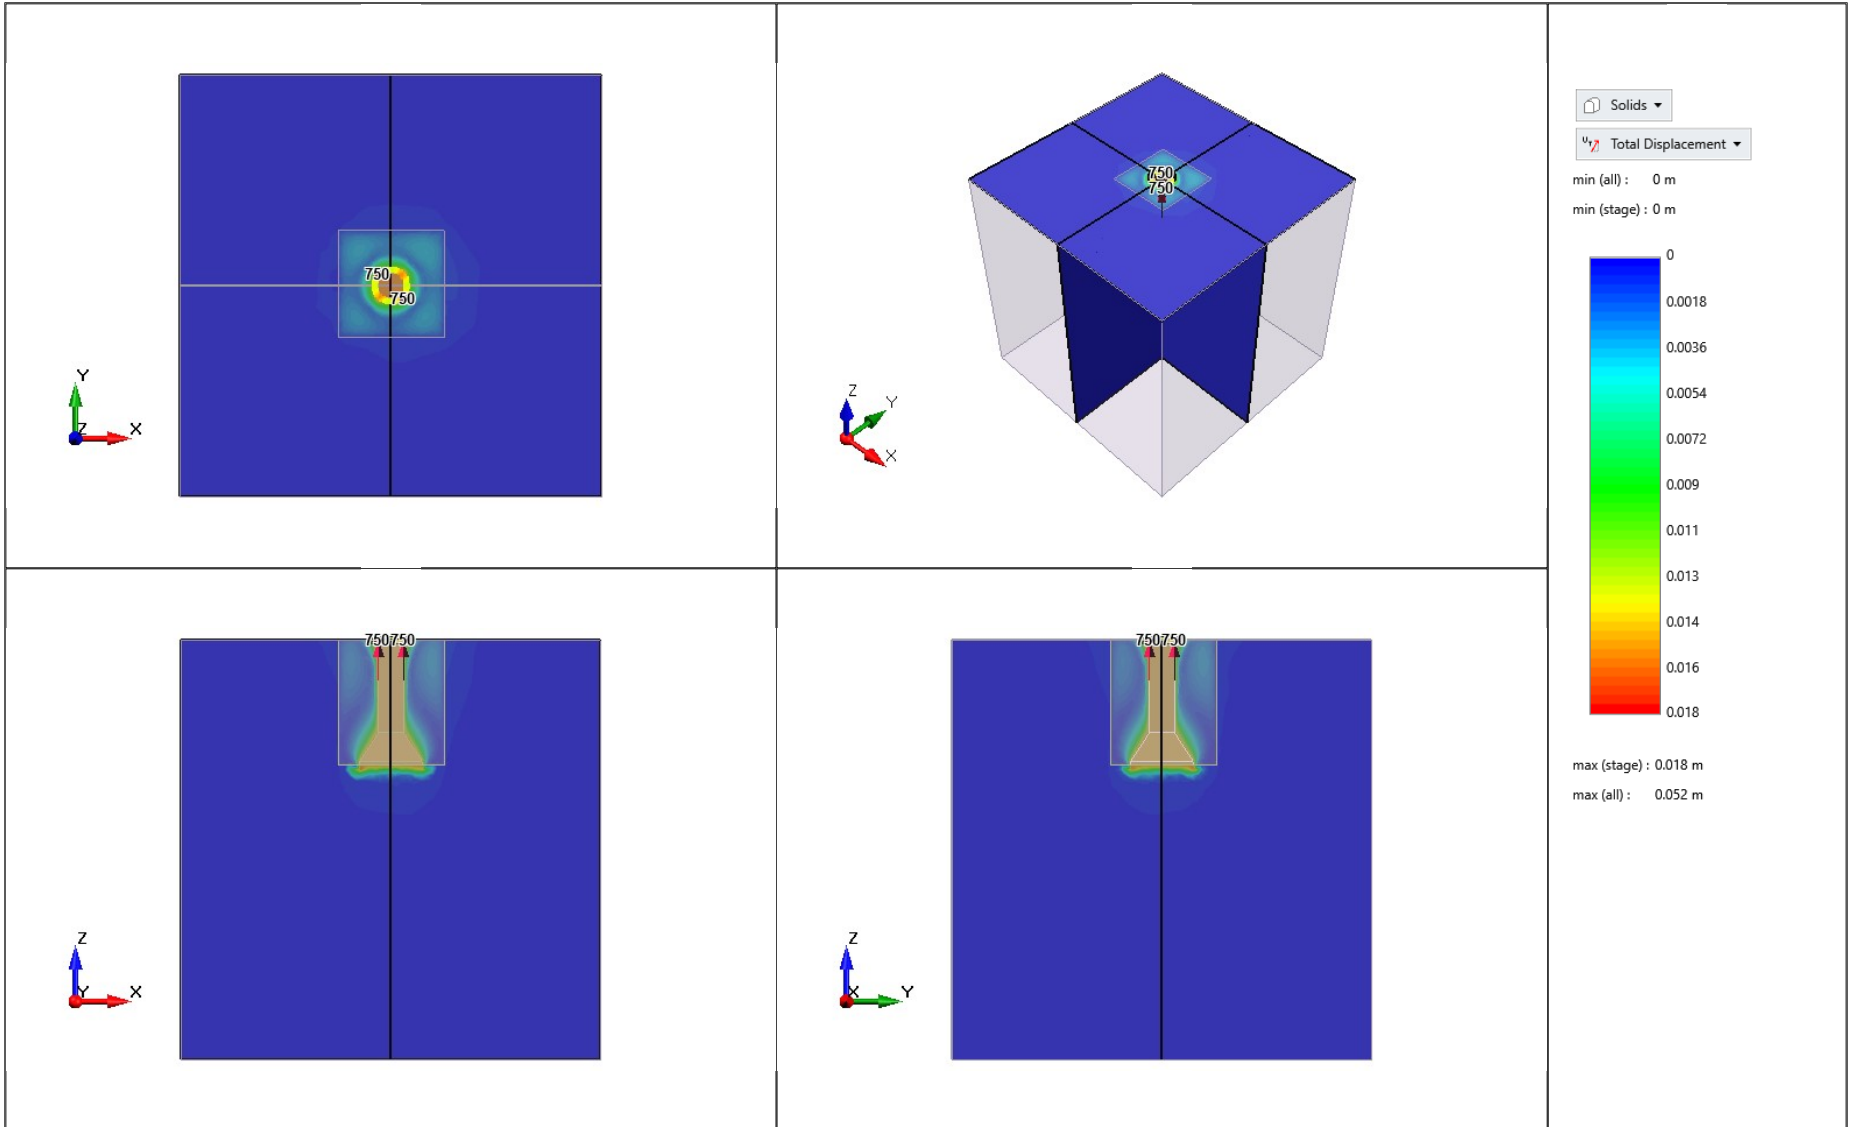 750
750
Y
Z
X
750
750
Z
Y
X
750750
Z
Y
X
750750
Z
X
Y
Solids
Total Displacement
min (all) : 0 m
min (stage) : 0 m
0
0.0018
0.0036
0.0054
0.0072
0.009
0.011
0.013
0.014
0.016
0.018
max (stage) : 0.018 m
max (all) : 0.052 m